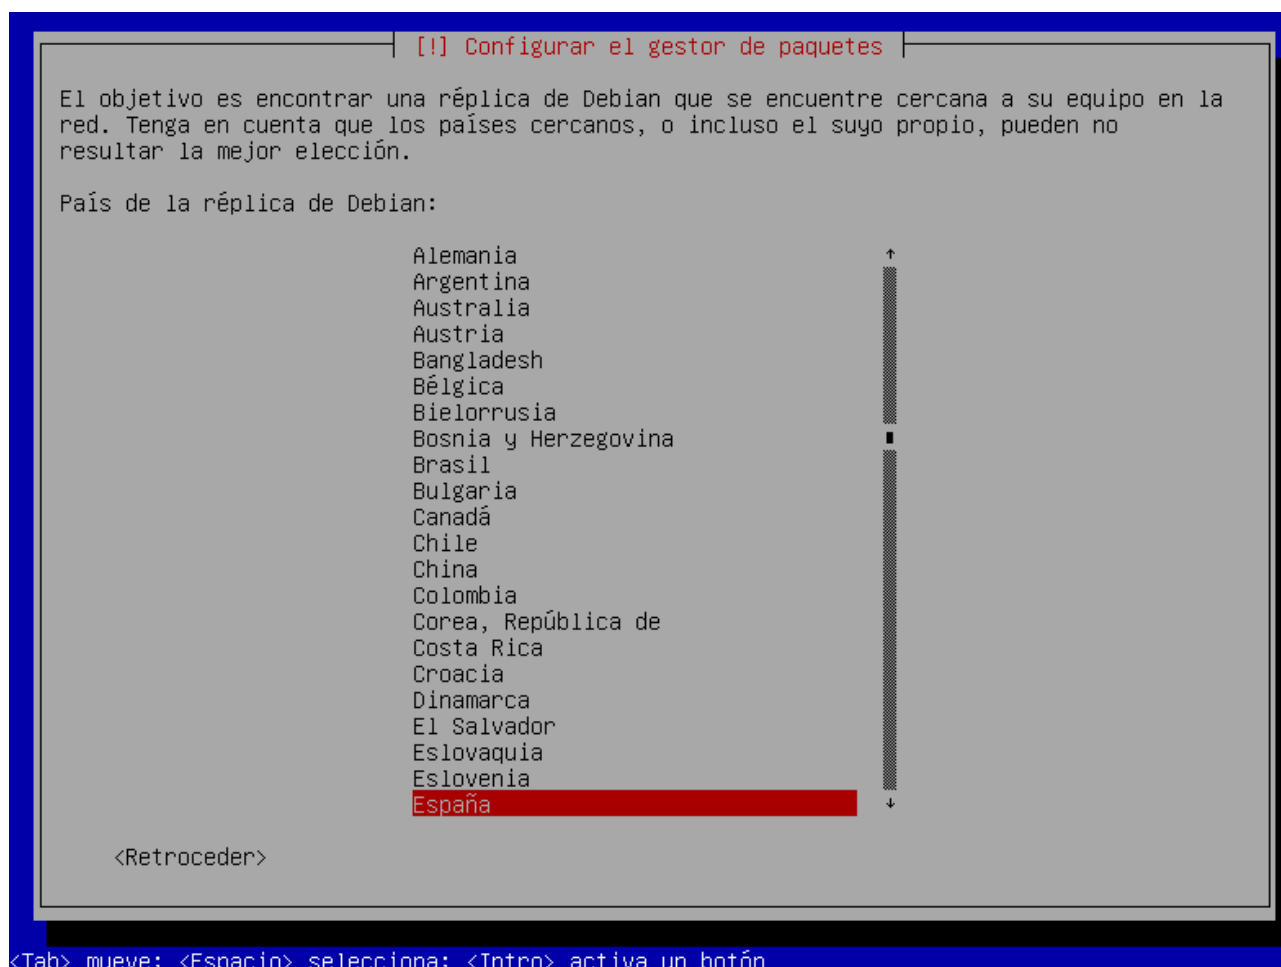 [!] Configurar el gestor de paquetes
El objetivo es encontrar una réplica de Debian que se encuentre cercana a su equipo en la
red. Tenga en cuenta que los países cercanos, o incluso el suyo propio, pueden no
resultar la mejor elección.
País de la réplica de Debian:
Alemania
Argentina
Australia
Austria
Bangladesh
Bélgica
Bielorrusia
Bosnia y Herzegovina
Brasil
Bulgaria
Canadá
Chile
China
Colombia
Corea, República de
Costa Rica
Croacia
Dinamarca
El Salvador
Eslovaquia
Eslovenia
España
<Retroceder>
<Tab> mueve; <Espacio> selecciona; <Intro> activa un botón